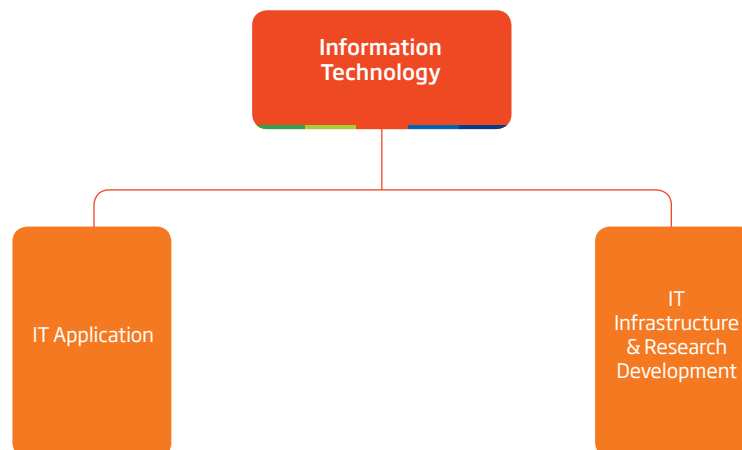 Information
Technology
IT Application
IT
Infrastructure
& Research
Development